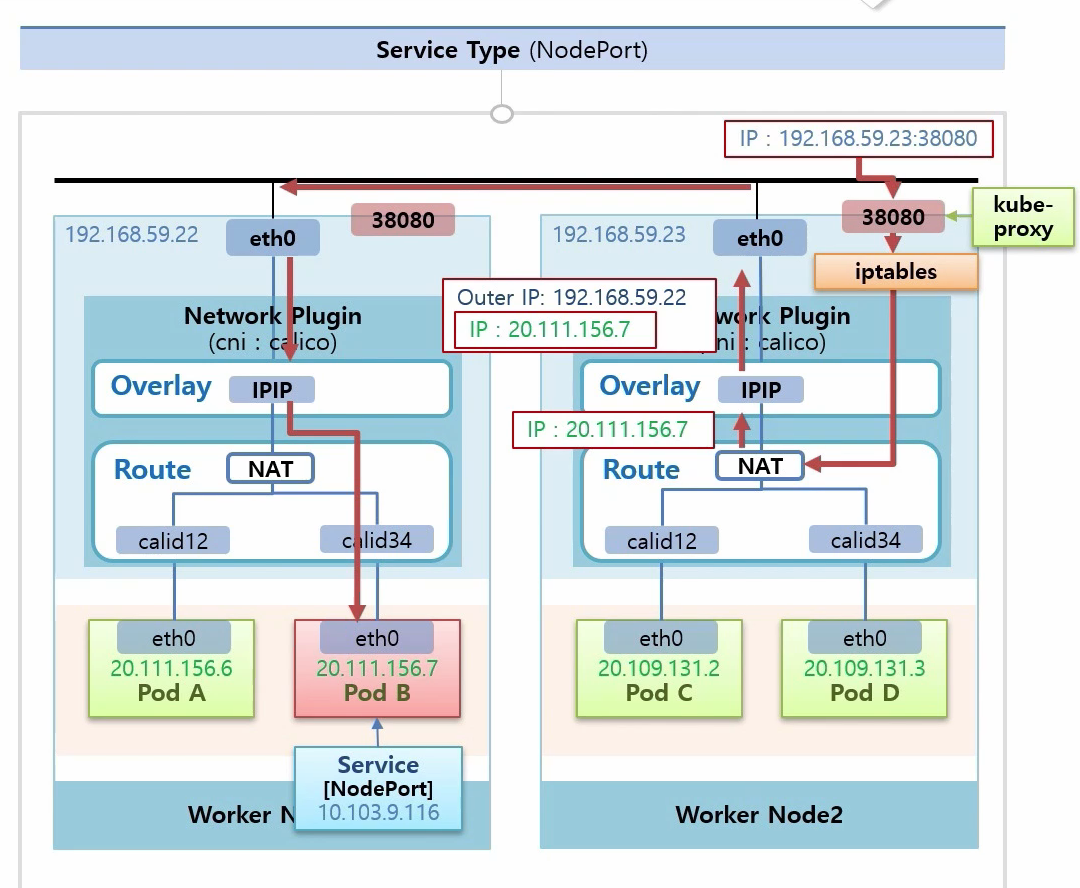 Service Type (NodePort)
IP : 192.168.59.23:38080
192.168.59.22
eth0
38080
192.168.59.23
eth0
38080
kube-
proxy
iptables
Outer IP: 192.168.59.22
IP : 20.111.156.7
Network Plugin
(cni : calico)
Overlay
IPIP
Route
NAT
calid12
calid34
eth0
20.111.156.6
Pod A
eth0
20.111.156.7
Pod B
Service
[NodePort]
10.103.9.116
Worker N
ork Plugin
ni : calico)
Overlay
IPIP
IP : 20.111.156.7
Route
NAT
calid12
calid34
eth0
20.109.131.2
Pod C
eth0
20.109.131.3
Pod D
Worker Node2